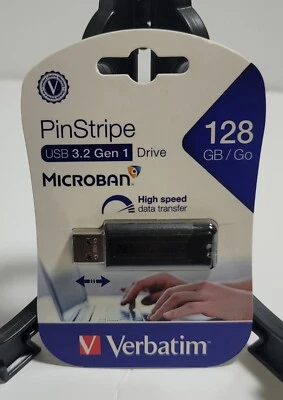 V
PinStripe
USB 3.2 Gen 1 Drive
MICROBAN
128
GB / Go
High speed
data transfer
Verbatim